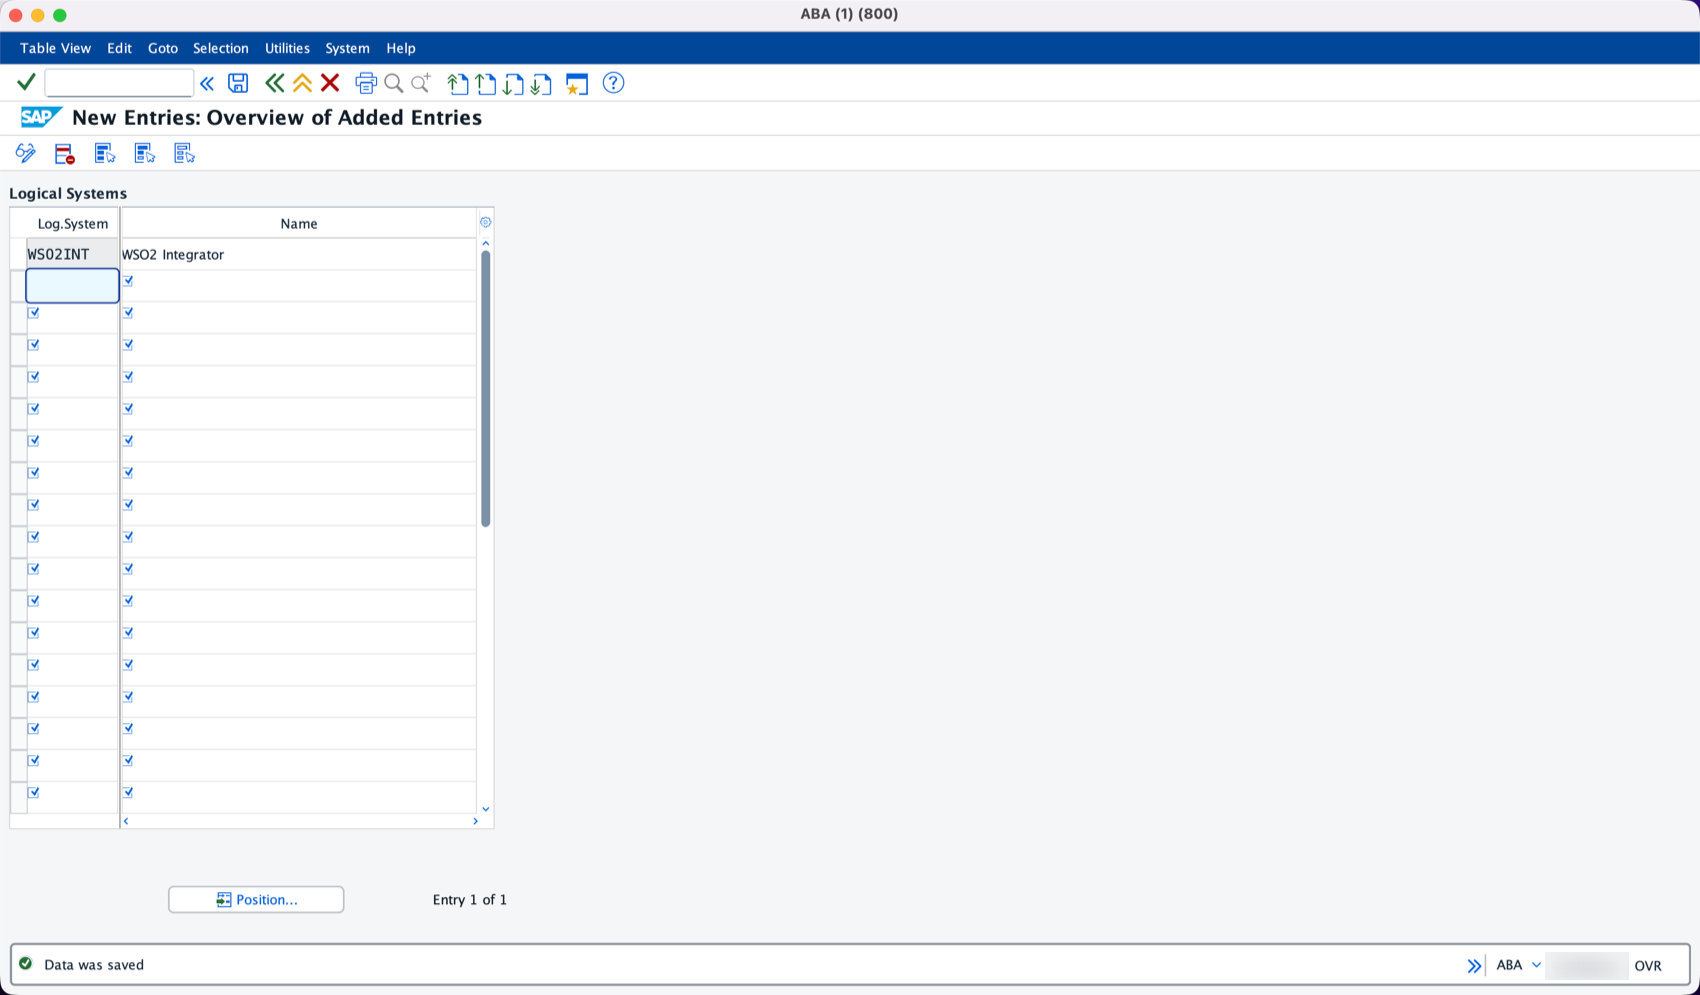 ABA (1) (800)
Table View Edit Goto Selection Utilities System Help
SAP New Entries: Overview of Added Entries
Logical Systems
Log.System Name
WSO2INT WSO2 Integrator
Position... Entry 1 of 1
Data was saved ABA OVR